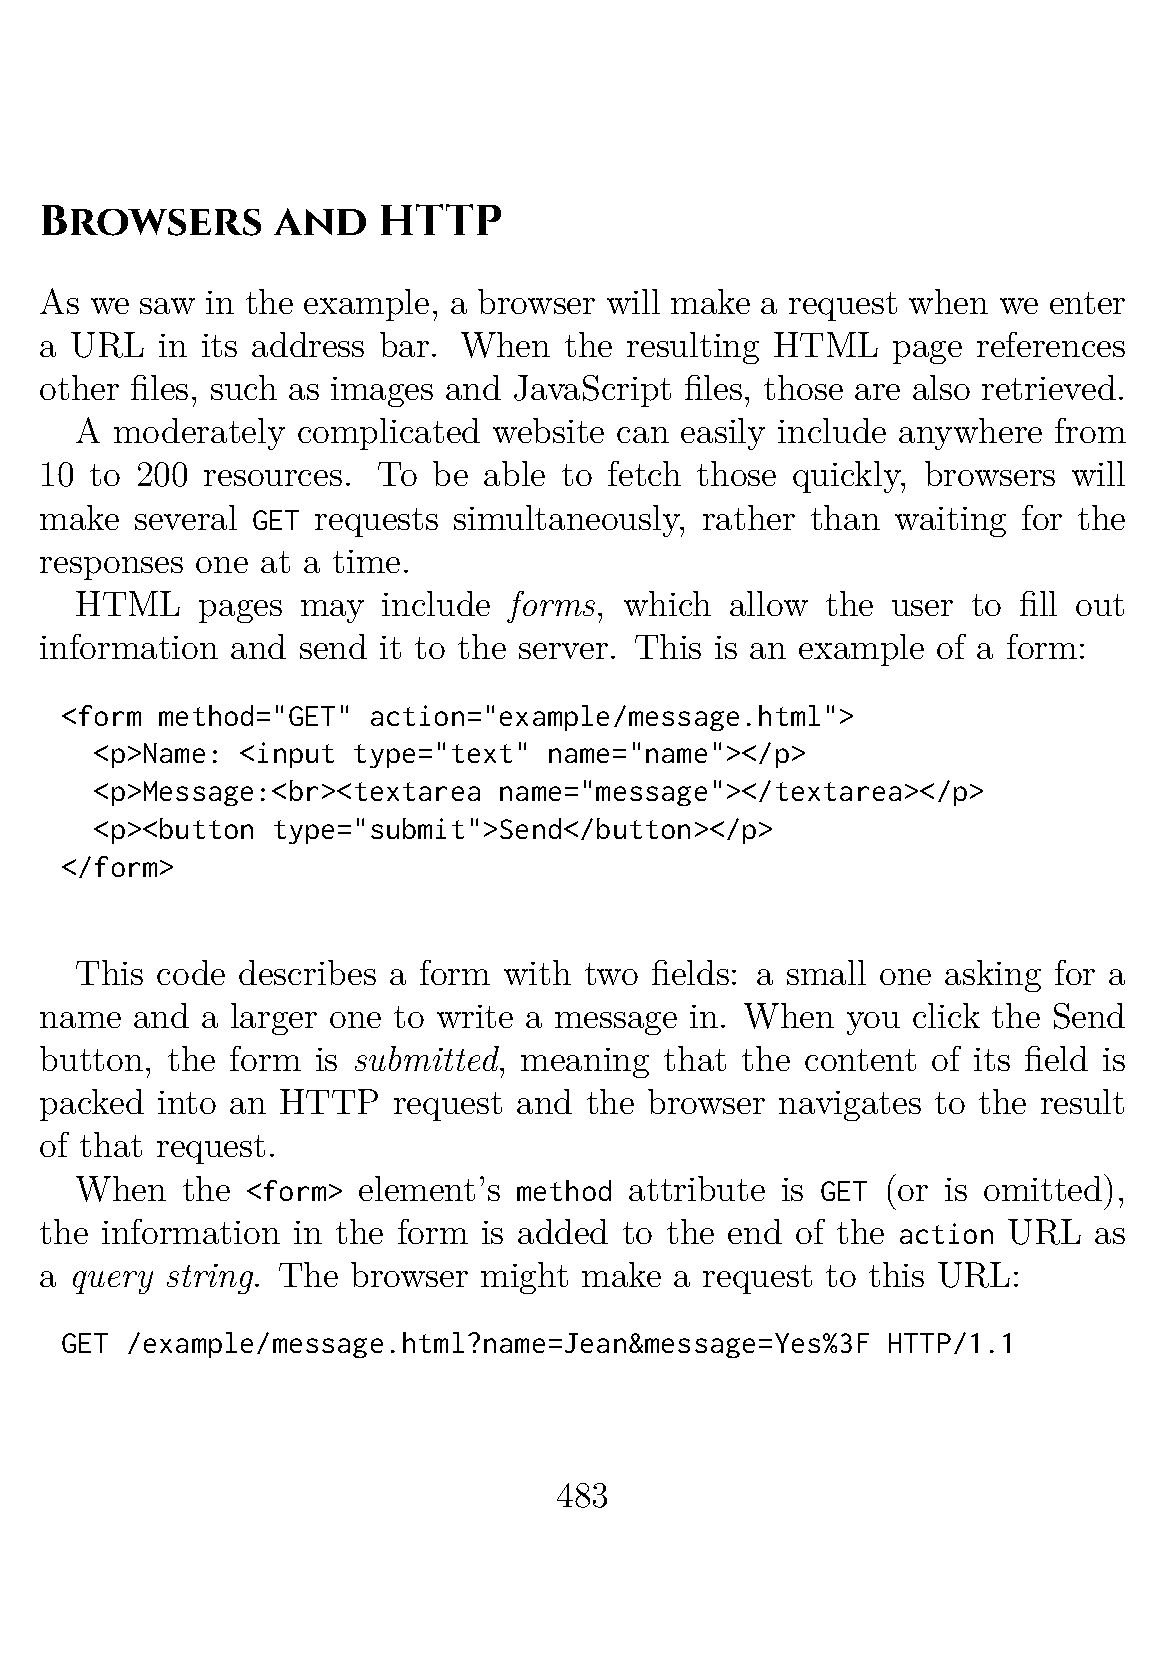 Browsers and HTTP
As we saw in the example, a browser will make a request when we enter
a URL in its address bar. When the resulting HTML page references
other files, such as images and JavaScript files, those are also retrieved.
A moderately complicated website can easily include anywhere from
10 to 200 resources. To be able to fetch those quickly, browsers will
make several GET requests simultaneously, rather than waiting for the
responses one at a time.
HTML pages may include forms, which allow the user to fill out
information and send it to the server. This is an example of a form:
<form method="GET" action="example/message.html">
  <p>Name: <input type="text" name="name"></p>
  <p>Message:<br><textarea name="message"></textarea></p>
  <p><button type="submit">Send</button></p>
</form>
This code describes a form with two fields: a small one asking for a
name and a larger one to write a message in. When you click the Send
button, the form is submitted, meaning that the content of its field is
packed into an HTTP request and the browser navigates to the result
of that request.
When the <form> element's method attribute is GET (or is omitted),
the information in the form is added to the end of the action URL as
a query string. The browser might make a request to this URL:
GET /example/message.html?name=Jean&message=Yes%3F HTTP/1.1
483